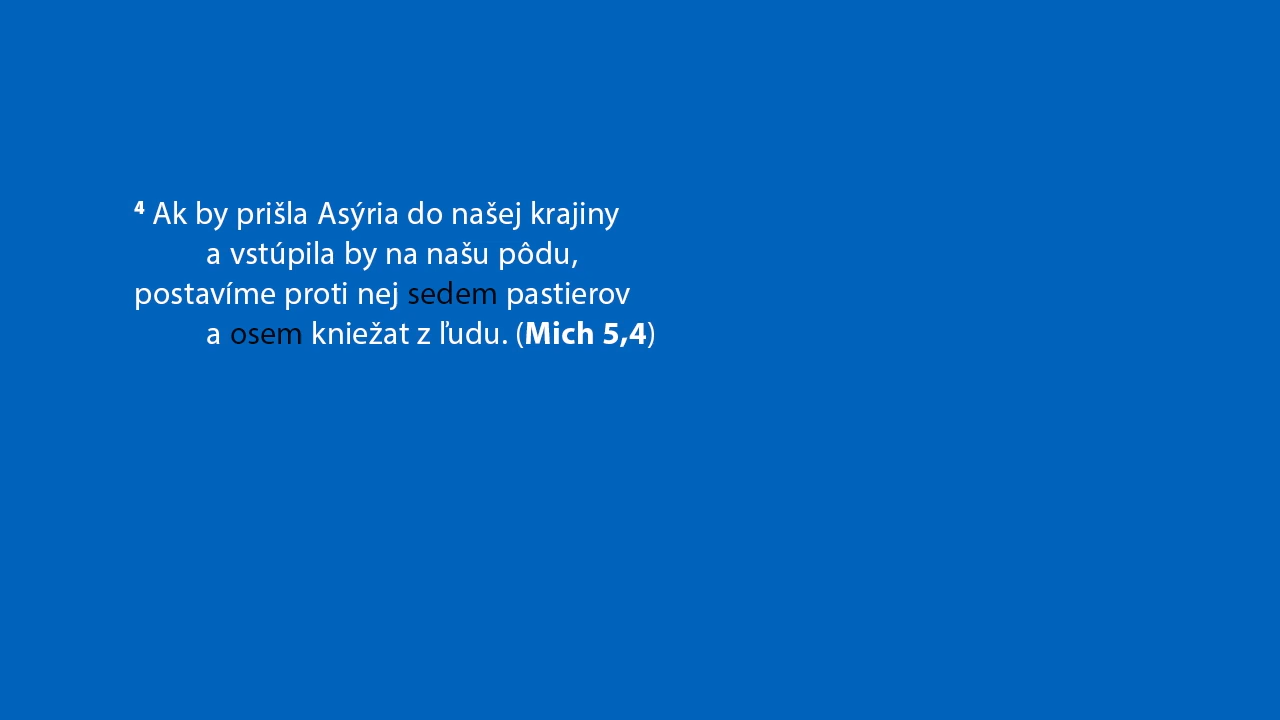 ⁴ Ak by prišla Asýria do našej krajiny
a vstúpila by na našu pôdu,
postavíme proti nej sedem pastierov
a osem kniežat z ľudu. (Mich 5,4)